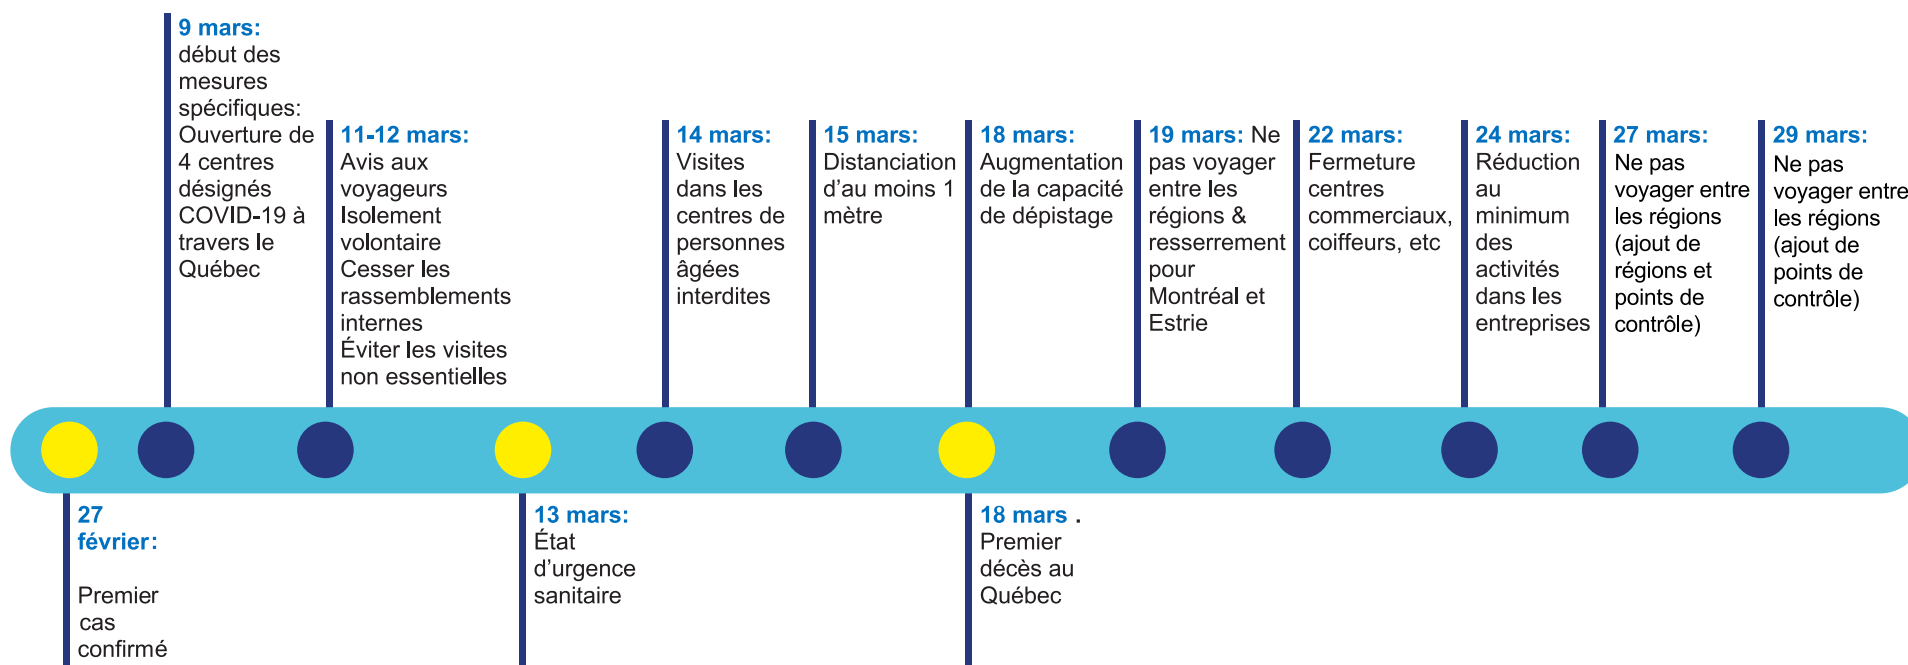 9 mars:
début des
mesures
spécifiques:
Ouverture de
4 centres
désignés
COVID-19 à
travers le
Québec
11-12 mars:
Avis aux
voyageurs
Isolement
volontaire
Cesser les
rassemblements
internes
Éviter les visites
non essentielles
14 mars:
Visites
dans les
centres de
personnes
âgées
interdites
15 mars:
Distanciation
d'au moins 1
mètre
18 mars:
Augmentation
de la capacité
de dépistage
19 mars: Ne
pas voyager
entre les
régions &
resserrement
pour
Montréal et
Estrie
22 mars:
Fermeture
centres
commerciaux,
coiffeurs, etc
24 mars:
Réduction
au
minimum
des
activités
dans les
entreprises
27 mars:
Ne pas
voyager entre
les régions
(ajout de
régions et
points de
contrôle)
29 mars:
Ne pas
voyager entre
les régions
(ajout de
points de
contrôle)
27
février:
Premier
cas
confirmé
13 mars:
État
d'urgence
sanitaire
18 mars .
Premier
décès au
Québec